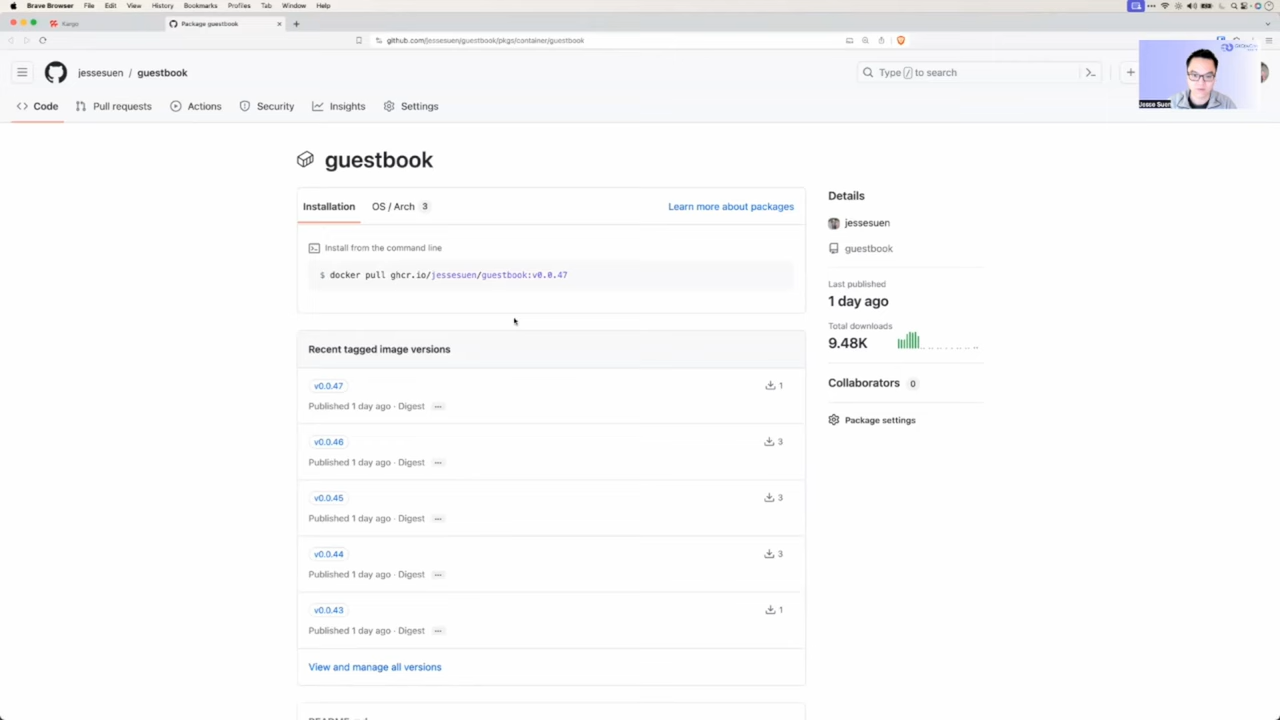 Brave Browser File Edit View History Bookmarks Profiles Tab Window Help
Kargo
Package guestbook
github.com/jessesuen/guestbook/pkgs/container/guestbook
jessesuen / guestbook
Type / to search
Code
Pull requests
Actions
Security
Insights
Settings
Jesse Suen
guestbook
Installation
OS / Arch 3
Learn more about packages
Install from the command line
$ docker pull ghcr.io/jessesuen/guestbook:v0.0.47
Recent tagged image versions
v0.0.47
1
Published 1 day ago · Digest ...
v0.0.46
3
Published 1 day ago · Digest ...
v0.0.45
3
Published 1 day ago · Digest ...
v0.0.44
3
Published 1 day ago · Digest ...
v0.0.43
1
Published 1 day ago · Digest ...
View and manage all versions
Details
jessesuen
guestbook
Last published
1 day ago
Total downloads
9.48K
Collaborators 0
Package settings